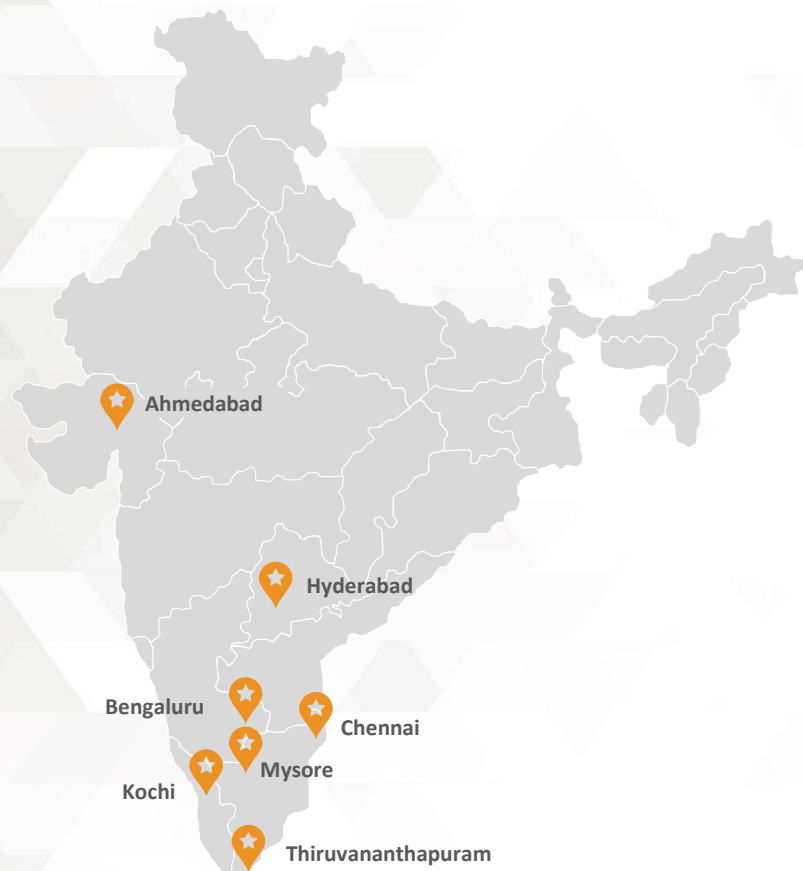 Ahmedabad
Hyderabad
Bengaluru
Chennai
Mysore
Kochi
Thiruvananthapuram